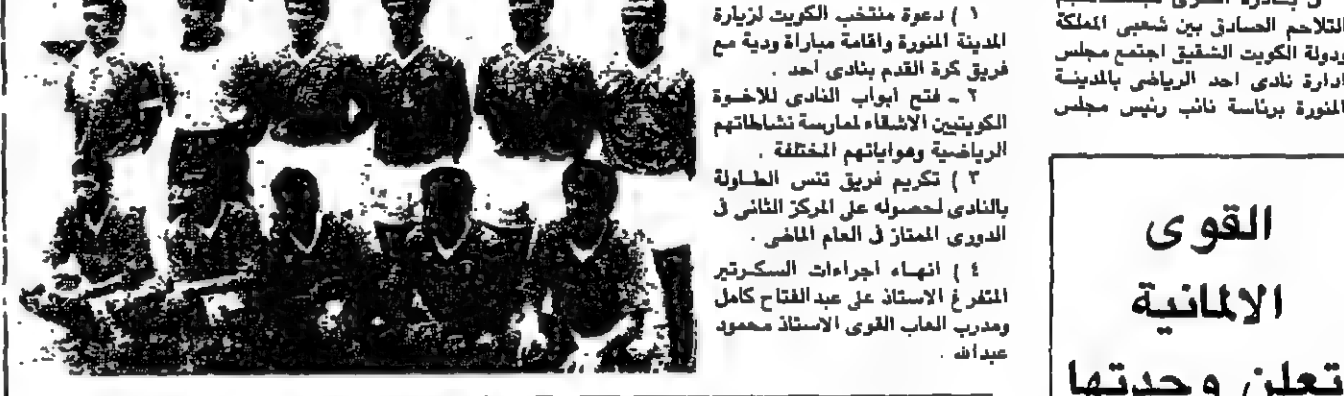 التلاحم الصادق بين شعبى المملكة
ودولة الكويت الشقيق اجتمع مجلس
ادارة نادى احد الرياضى بالمدينة
المنورة برئاسة نائب رئيس مجلس
١ ) دعوة منتخب الكويت لزيارة
المدينة المنورة واقامة مباراة ودية مع
فريق كرة القدم بنادى احد .
٢ ـ فتح ابواب النادى للاخوة
الكويتيين الاشقاء لممارسة نشاطاتهم
الرياضية وهواياتهم المختلفة .
٣ ) تكريم فريق تنس الطاولة
بالنادى لحصوله على المركز الثانى فى
الدورى الممتاز فى العام الماضى .
٤ ) انهاء اجراءات السكرتير
المتفرغ الاستاذ على عبدالفتاح كامل
ومدرب العاب القوى الاستاذ محمود
عبدالله .
القوى
الالمانية
تعلن وحدتها